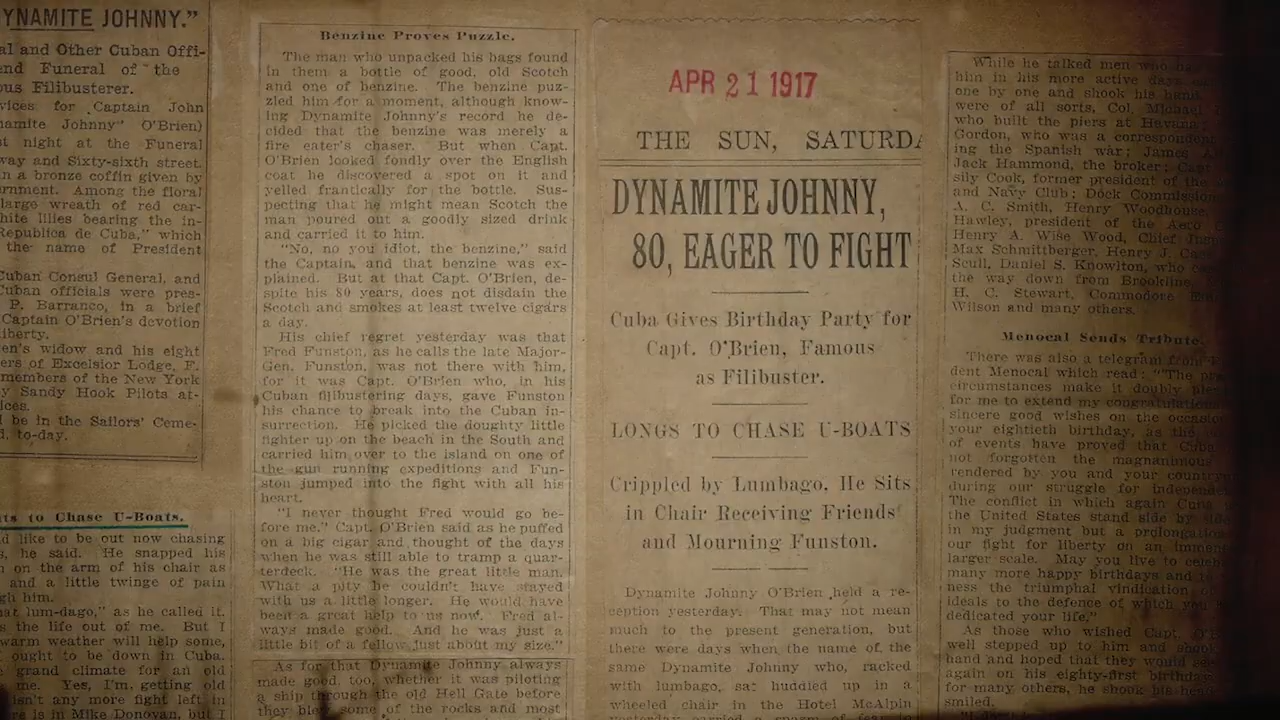 YNAMITE JOHNNY."
al and Other Cuban Offi-
end Funeral of the
ous Filibusterer.
vices for Captain John
namite Johnny" O'Brien)
st night at the Funeral
way and Sixty-sixth street.
n a bronze coffin given by
rnment. Among the floral
large wreath of red car-
hite lilies bearing the in-
Republica de Cuba," which
the name of President
Cuban Consul General, and
Cuban officials were pres-
P. Barranco, in a brief
Captain O'Brien's devotion
liberty.
en's widow and his eight
ers of Excelsior Lodge, F.
members of the New York
y Sandy Hook Pilots at-
ices.
l be in the Sailors' Ceme-
d, to-day.
ts to Chase U-Boats.
d like to be out now chasing
s, he said. He snapped his
n on the arm of his chair as
and a little twinge of pain
gh him.
at lum-dago," as he called it.
s the life out of me. But I
warm weather will help some,
ought to be down in Cuba.
grand climate for an old
me. Yes, I'm getting old
isn't any more fight left in
re is in Mike Donovan, but I
Benzine Proves Puzzle.
The man who unpacked his bags found
in them a bottle of good, old Scotch
and one of benzine. The benzine puz-
zled him for a moment, although know-
ing Dynamite Johnny's record he de-
cided that the benzine was merely a
fire eater's chaser. But when Capt.
O'Brien looked fondly over the English
coat he discovered a spot on it and
yelled frantically for the bottle. Sus-
pecting that he might mean Scotch the
man poured out a goodly sized drink
and carried it to him.
"No, no you idiot, the benzine," said
the Captain, and that benzine was ex-
plained. But at that Capt. O'Brien, de-
spite his 80 years, does not disdain the
Scotch and smokes at least twelve cigars
a day.
His chief regret yesterday was that
Fred Funston, as he calls the late Major-
Gen. Funston, was not there with him,
for it was Capt. O'Brien who, in his
Cuban filibustering days, gave Funston
his chance to break into the Cuban in-
surrection. He picked the doughty little
fighter up on the beach in the South and
carried him over to the island on one of
the gun running expeditions and Fun-
ston jumped into the fight with all his
heart.
"I never thought Fred would go be-
fore me," Capt. O'Brien said as he puffed
on a big cigar and thought of the days
when he was still able to tramp a quar-
terdeck. "He was the great little man.
What a pity he couldn't have stayed
with us a little longer. He would have
been a great help to us now. Fred al-
ways made good. And he was just a
little bit of a fellow, just about my size."
As for that Dynamite Johnny always
made good, too, whether it was piloting
a ship through the old Hell Gate before
they blew some of the rocks and most
APR 21 1917
THE SUN, SATURDA
DYNAMITE JOHNNY,
80, EAGER TO FIGHT
Cuba Gives Birthday Party for
Capt. O'Brien, Famous
as Filibuster.
LONGS TO CHASE U-BOATS
Crippled by Lumbago, He Sits
in Chair Receiving Friends
and Mourning Funston.
Dynamite Johnny O'Brien held a re-
ception yesterday. That may not mean
much to the present generation, but
there were days when the name of the
same Dynamite Johnny who, racked
with lumbago, sat huddled up in a
wheeled chair in the Hotel McAlpin
yesterday carried a spasm of fear to
While he talked men who
him in his more active days
one by one and shook his hand.
were of all sorts, Col. Michael
who built the piers at Havana;
Gordon, who was a correspondent
ing the Spanish war; James A.
Jack Hammond, the broker; Capt.
sily Cook, former president of the
and Navy Club; Dock Commission
A. C. Smith, Henry Woodhouse,
Hawley, president of the Aero
Henry A. Wise Wood, Chief
Max Schmittberger, Henry J.
Scull, Daniel S. Knowlton, who
the way down from Brookline,
H. C. Stewart, Commodore
Wilson and many others.
Menocal Sends Tribute.
There was also a telegram from
dent Menocal which read: "The
circumstances make it doubly
for me to extend my congratulations
sincere good wishes on the occasion
your eightieth birthday, as the
of events have proved that Cuba
not forgotten the magnanimous
rendered by you and your country
during our struggle for independen
The conflict in which again Cuba
the United States stand side by side
in my judgment but a prolongation
our fight for liberty on an immens
larger scale. May you live to
many more happy birthdays and
ness the triumphal vindication
ideals to the defence of which you
dedicated your life."
As those who wished Capt. O'B
well stepped up to him and shook
hand and hoped that they would see
again on his eighty-first birthday
for many others, he shook his head
smiled.